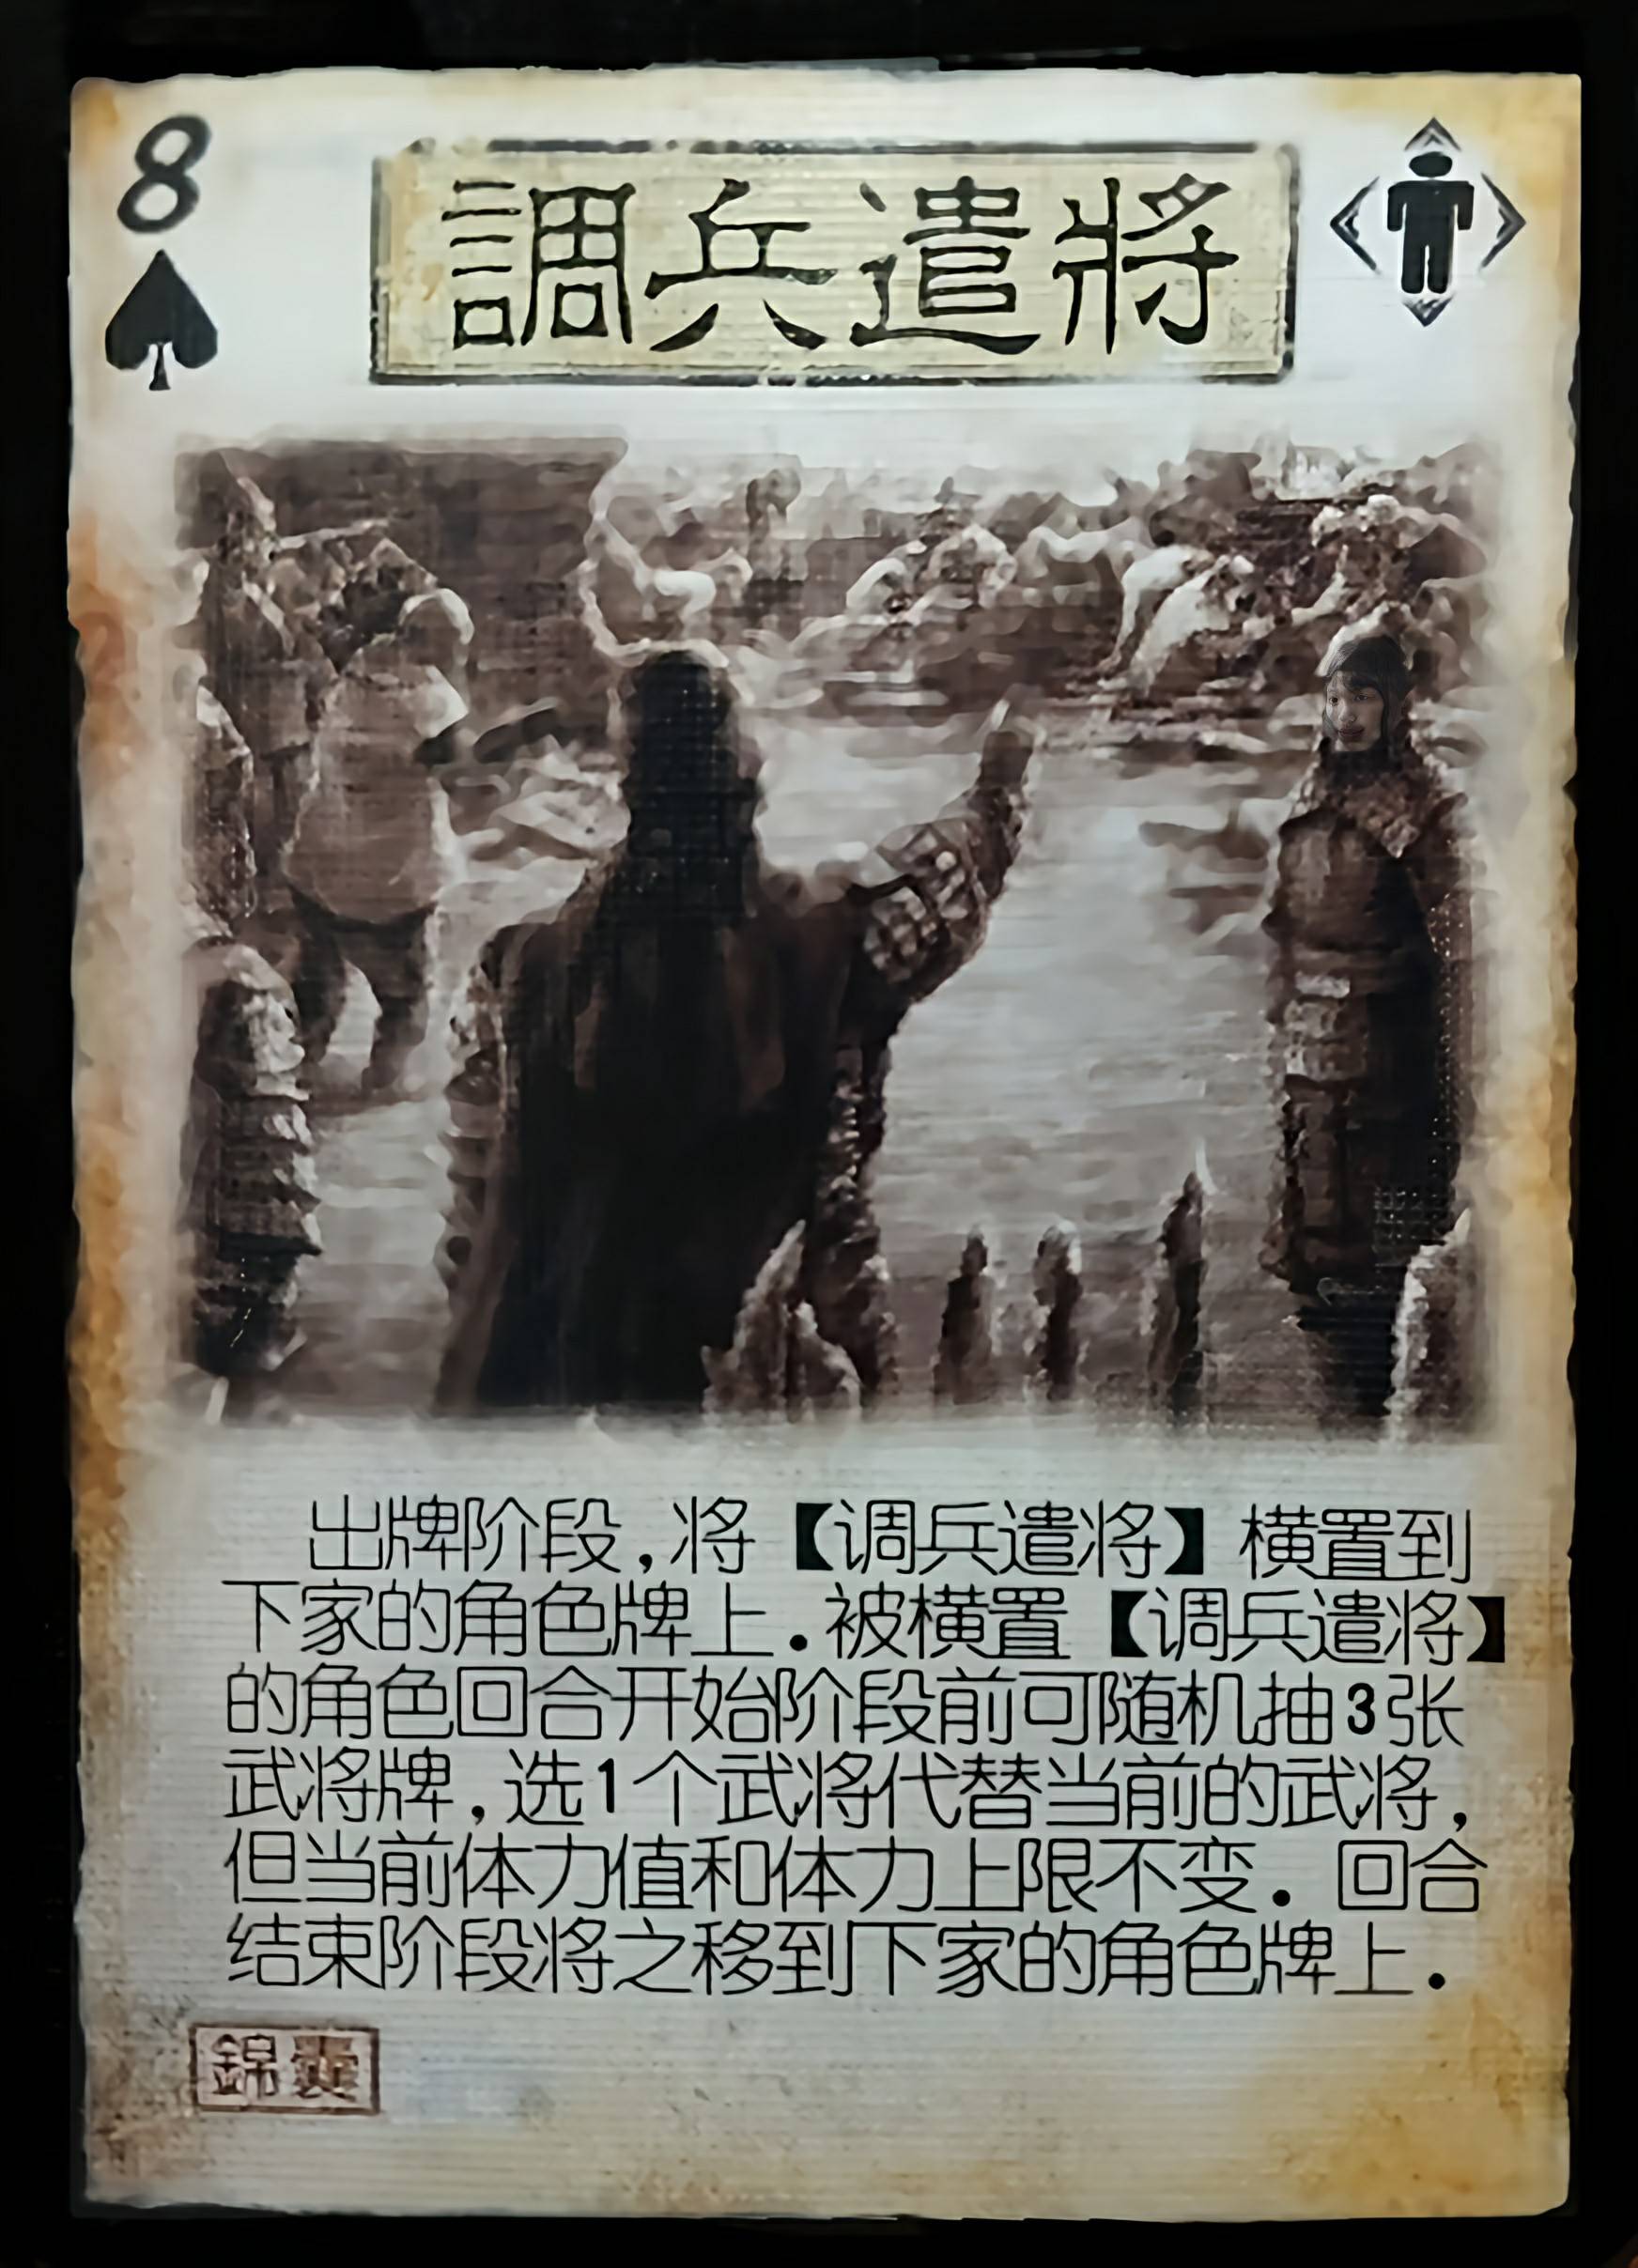 8
調兵遣將
出牌阶段,将【调兵遣将】横置到
下家的角色牌上.被横置【调兵遣将】
的角色回合开始阶段前可随机抽3张
武将牌,选1个武将代替当前的武将,
但当前体力值和体力上限不变.回合
结束阶段将之移到下家的角色牌上.
錦囊